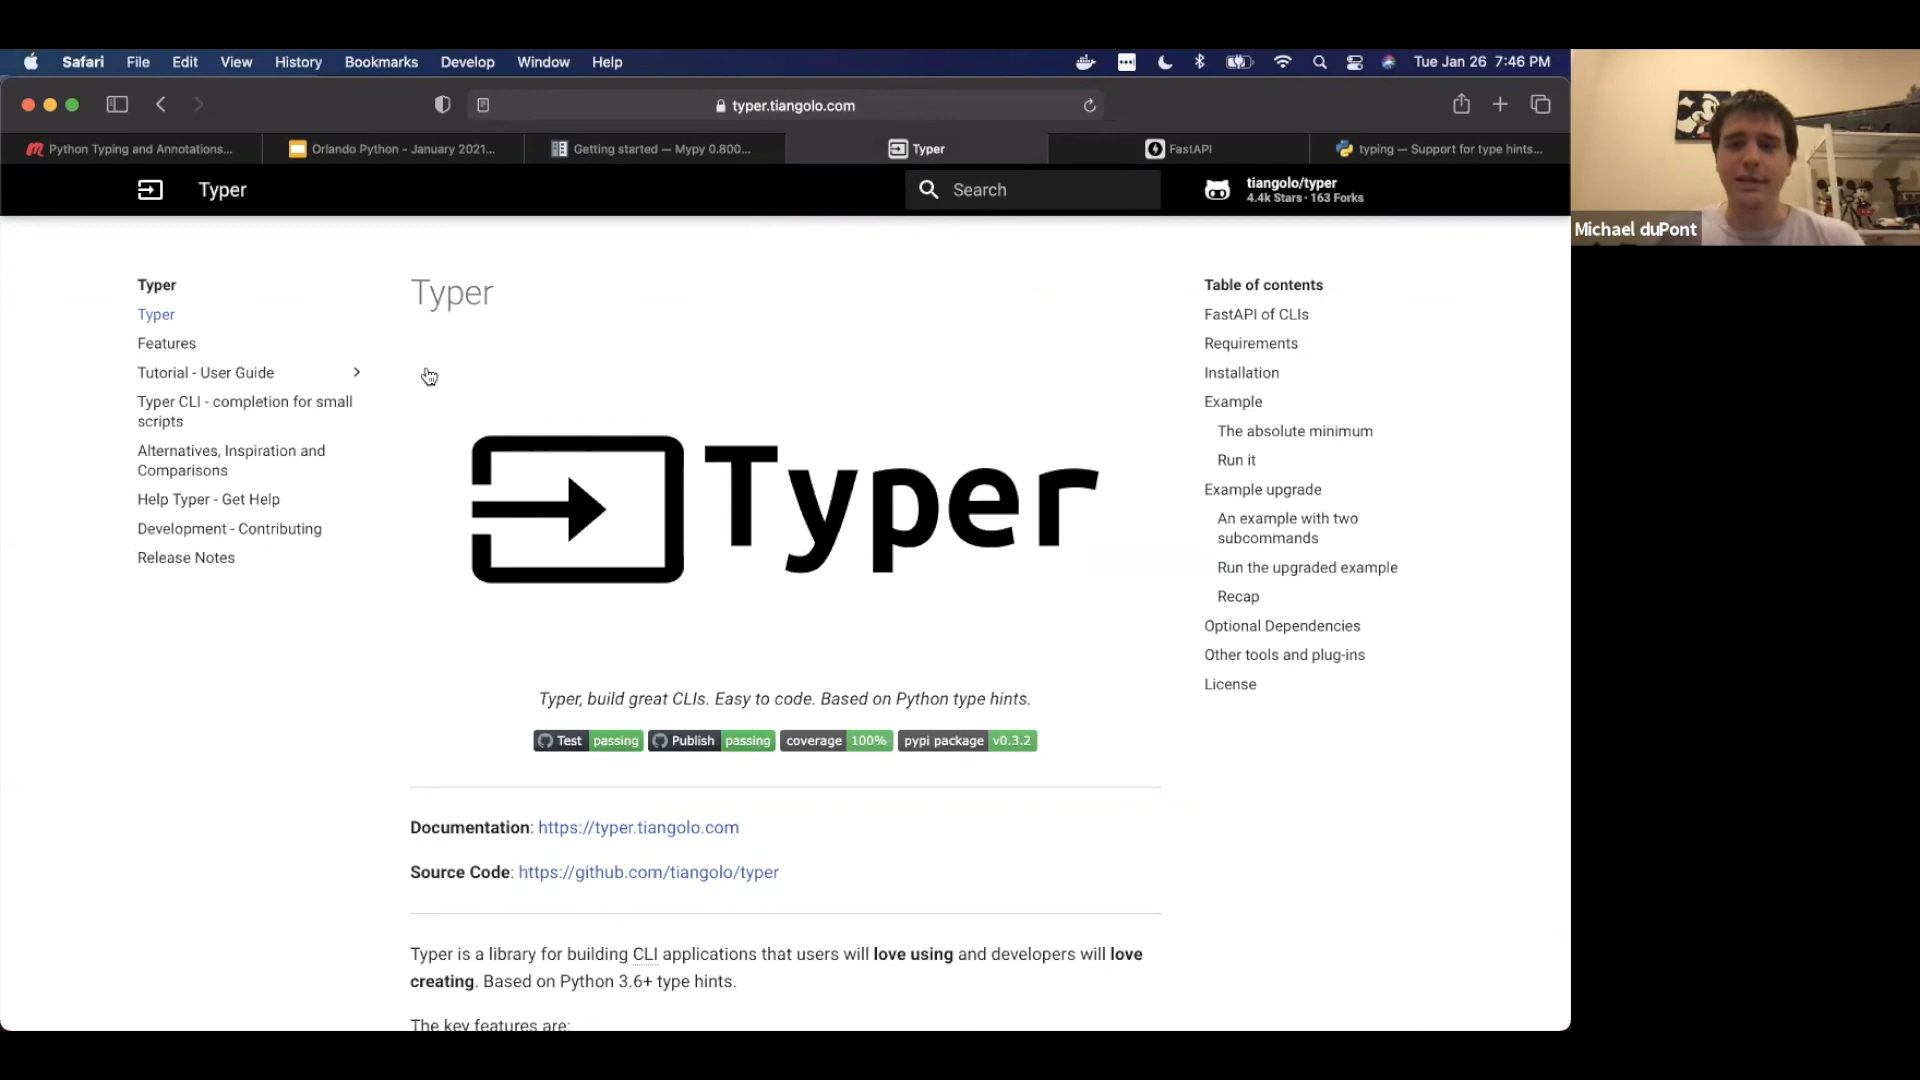 Safari File Edit View History Bookmarks Develop Window Help Tue Jan 26 7:46 PM
typer.tiangolo.com
Python Typing and Annotations... Orlando Python - January 2021... Getting started — Mypy 0.800... Typer FastAPI typing — Support for type hints...
Typer Search tiangolo/typer
4.4k Stars · 163 Forks
Michael duPont
Typer
Typer
Features
Tutorial - User Guide
Typer CLI - completion for small
scripts
Alternatives, Inspiration and
Comparisons
Help Typer - Get Help
Development - Contributing
Release Notes
Typer
Typer
Typer, build great CLIs. Easy to code. Based on Python type hints.
Test passing Publish passing coverage 100% pypi package v0.3.2
Documentation: https://typer.tiangolo.com
Source Code: https://github.com/tiangolo/typer
Typer is a library for building CLI applications that users will love using and developers will love
creating. Based on Python 3.6+ type hints.
The key features are:
Table of contents
FastAPI of CLIs
Requirements
Installation
Example
The absolute minimum
Run it
Example upgrade
An example with two
subcommands
Run the upgraded example
Recap
Optional Dependencies
Other tools and plug-ins
License